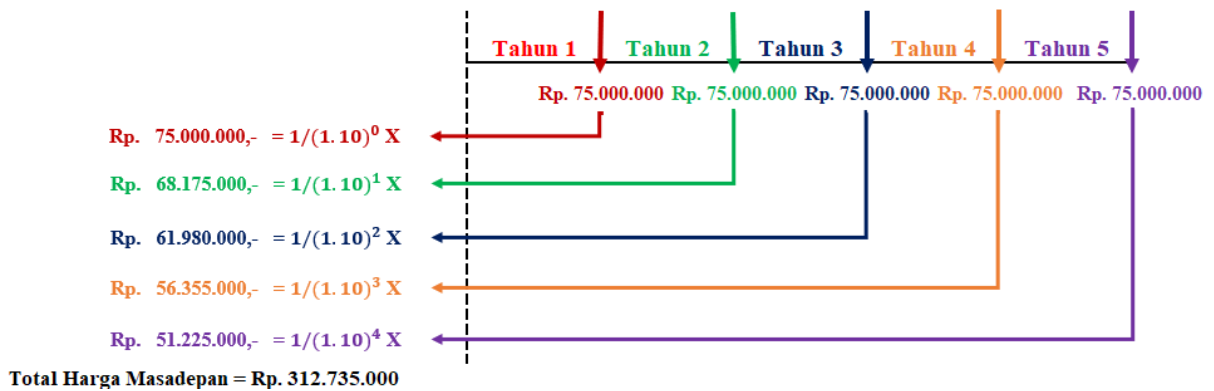 Tahun 1 Tahun 2 Tahun 3 Tahun 4 Tahun 5
Rp. 75.000.000 Rp. 75.000.000 Rp. 75.000.000 Rp. 75.000.000 Rp. 75.000.000
Rp. 75.000.000,- = 1/(1.10)^0 X
Rp. 68.175.000,- = 1/(1.10)^1 X
Rp. 61.980.000,- = 1/(1.10)^2 X
Rp. 56.355.000,- = 1/(1.10)^3 X
Rp. 51.225.000,- = 1/(1.10)^4 X
Total Harga Masadepan = Rp. 312.735.000